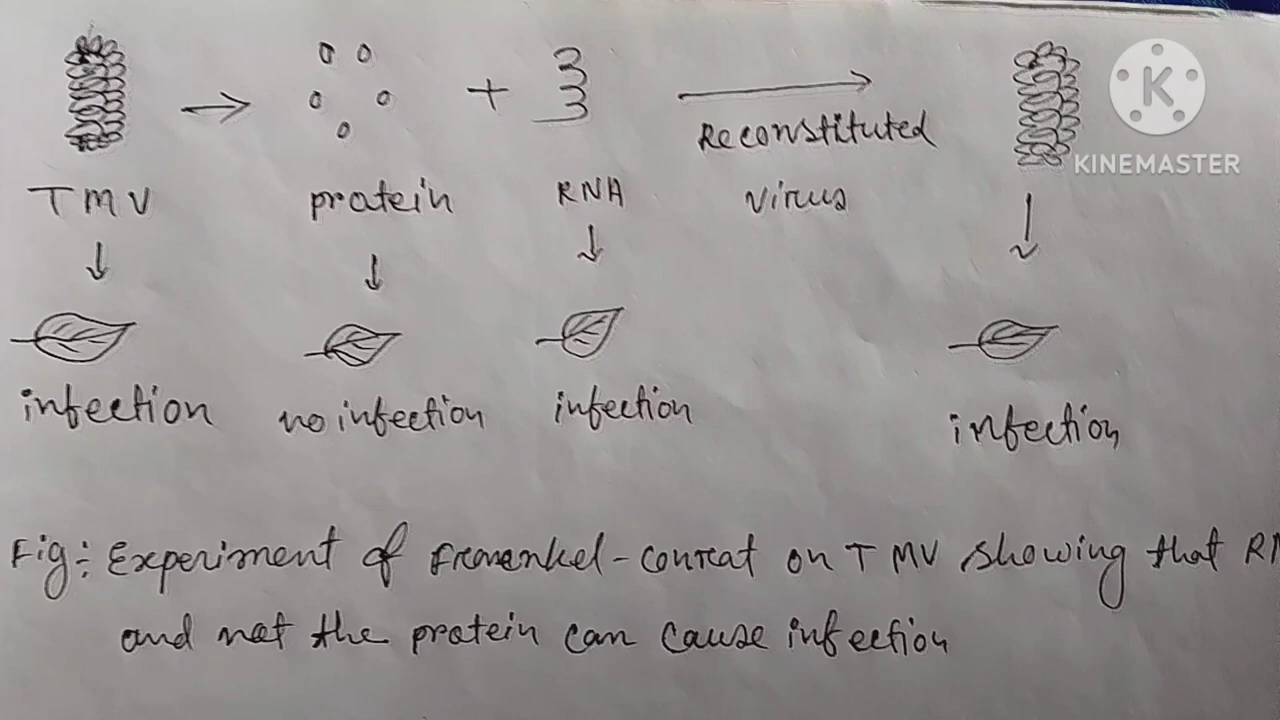 TMV
protein
+
RNA
Reconstituted
virus
K
KINEMASTER
infection
no infection
infection
infection
Fig: Experiment of fraenkel-conrat on TMV showing that RN
and not the protein can cause infection